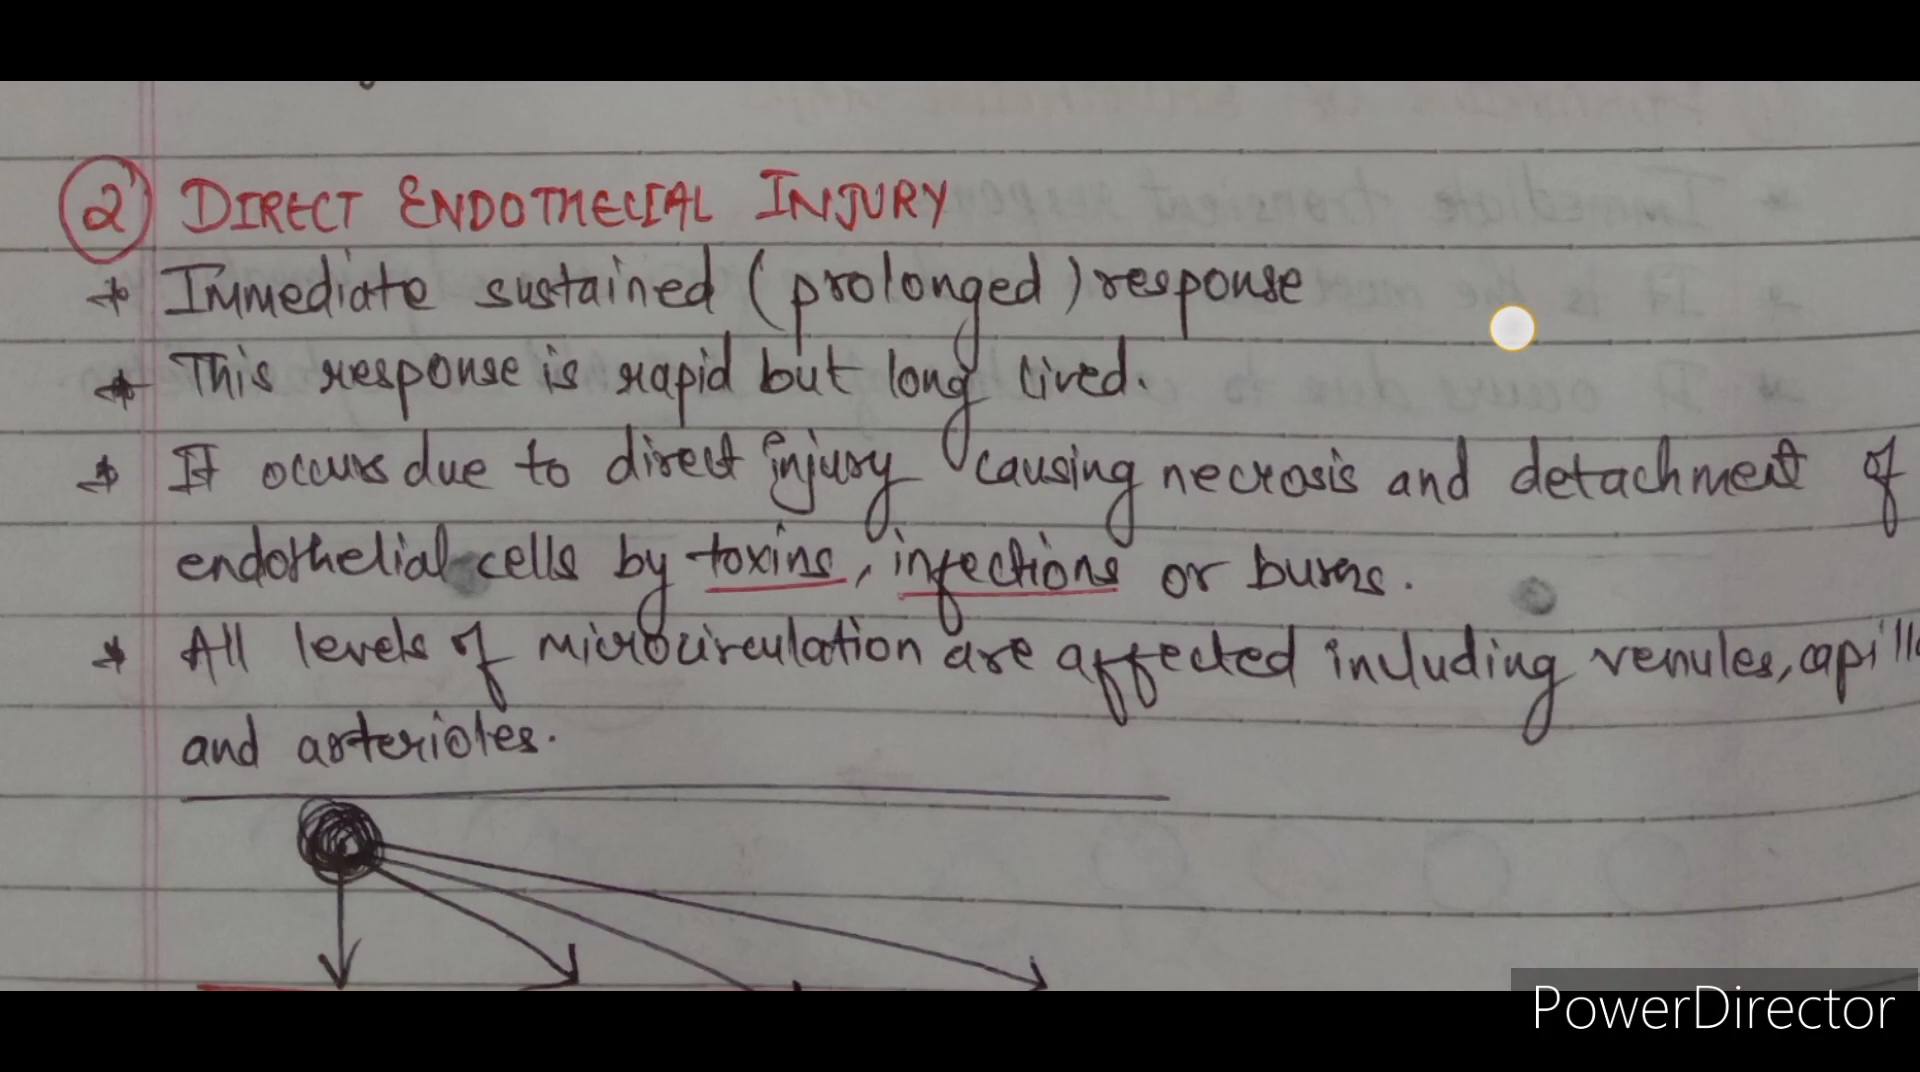 2 DIRECT ENDOTHELIAL INJURY
Immediate sustained (prolonged) response
This response is rapid but long lived.
It occurs due to direct injury causing necrosis and detachment of
endothelial cells by toxins, infections or burns.
All levels of microcirculation are affected including venules, capill
and arterioles.
PowerDirector